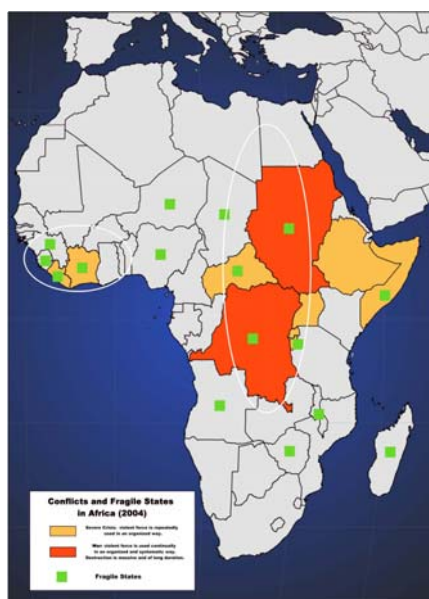 Conflicts and Fragile States
in Africa (2004)
Severe Crisis: violent force is repeatedly
used in an organized way.
War: violent force is used continually
in an organized and systematic way.
Destruction is massive and of long duration.
Fragile States